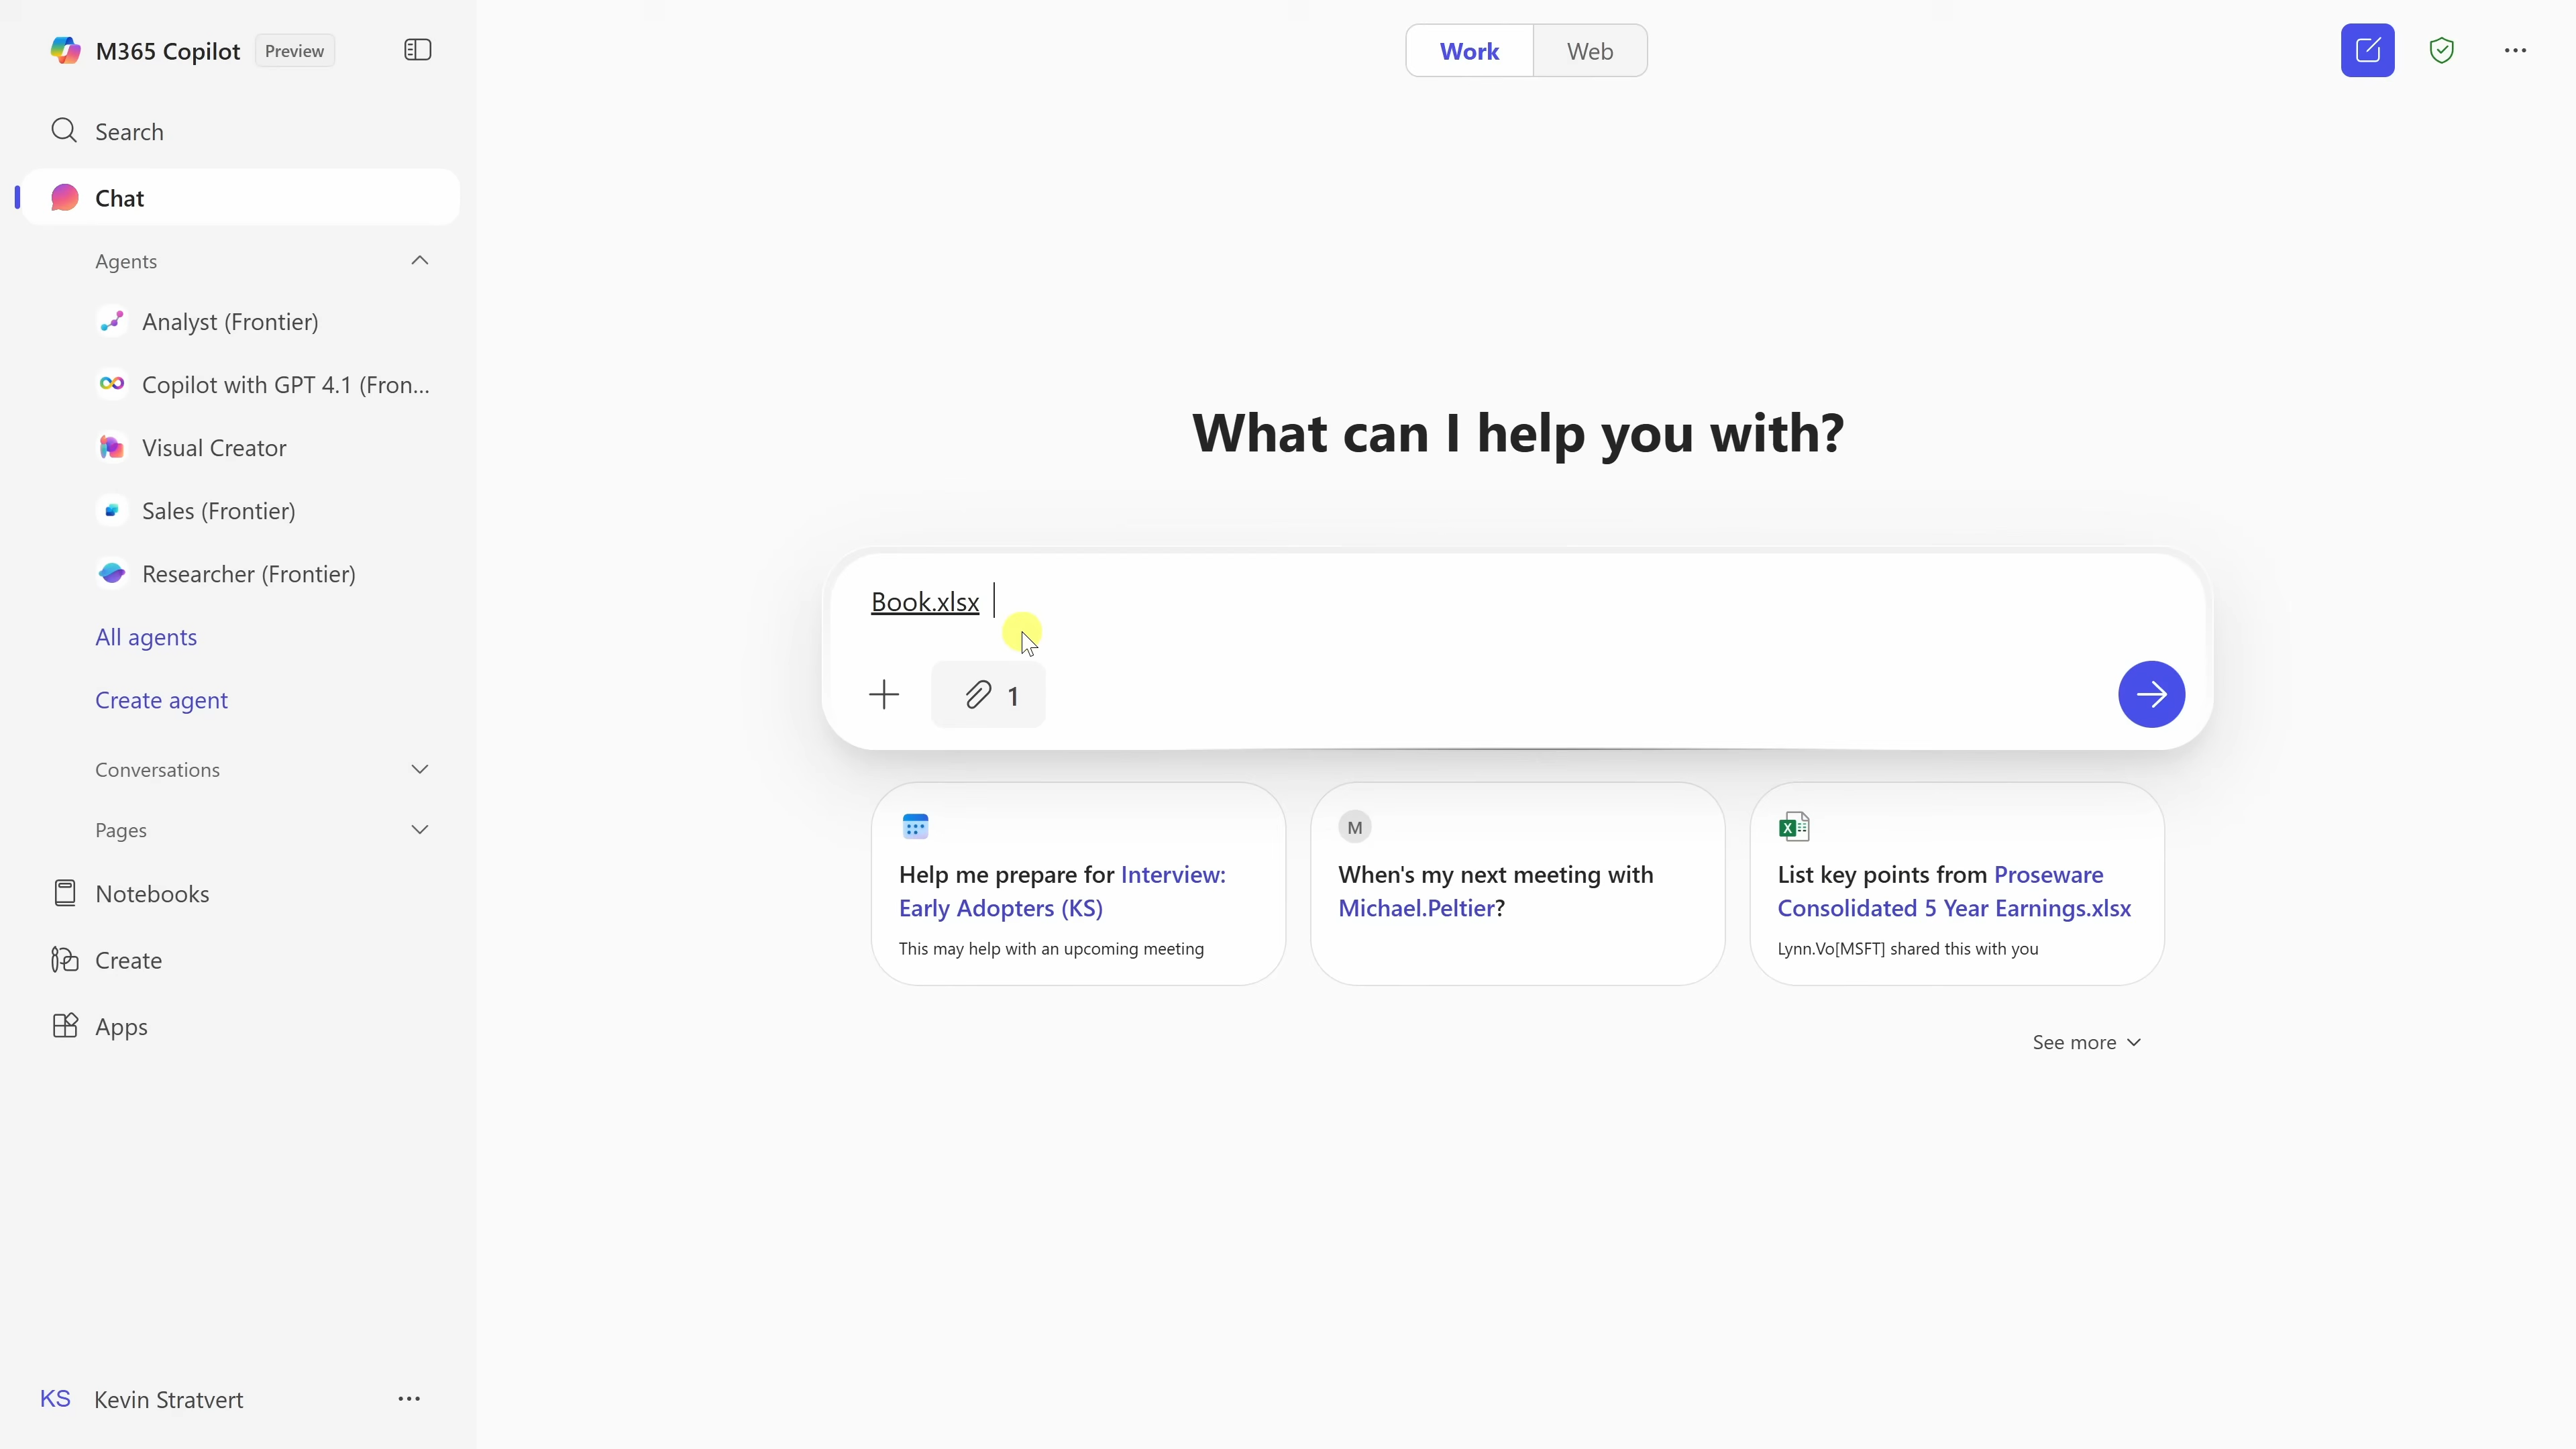 M365 Copilot Preview
Search
Chat
Agents
Analyst (Frontier)
Copilot with GPT 4.1 (Fron...
Visual Creator
Sales (Frontier)
Researcher (Frontier)
All agents
Create agent
Conversations
Pages
Notebooks
Create
Apps
KS Kevin Stratvert
Work Web
What can I help you with?
Book.xlsx
1
Help me prepare for Interview:
Early Adopters (KS)
This may help with an upcoming meeting
M
When's my next meeting with
Michael.Peltier?
List key points from Proseware
Consolidated 5 Year Earnings.xlsx
Lynn.Vo[MSFT] shared this with you
See more